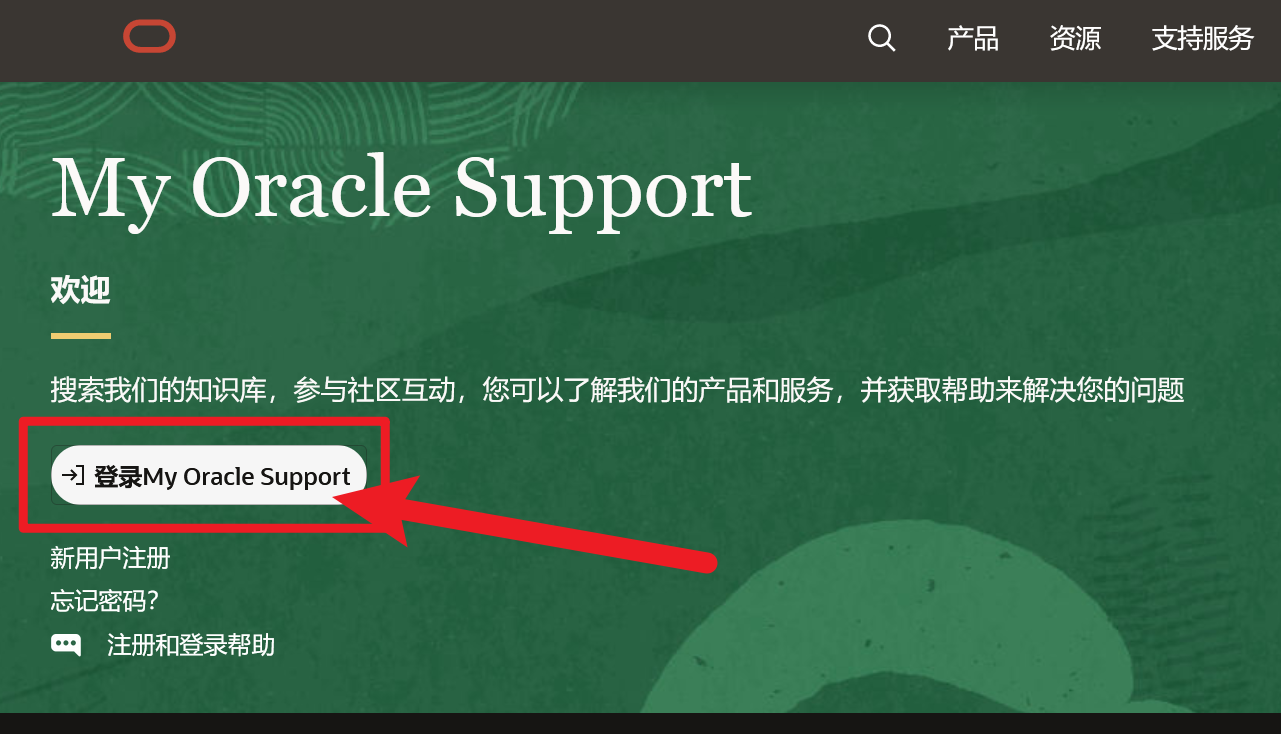 产品 资源 支持服务
My Oracle Support
欢迎
搜索我们的知识库，参与社区互动，您可以了解我们的产品和服务，并获取帮助来解决您的问题
登录My Oracle Support
新用户注册
忘记密码？
注册和登录帮助